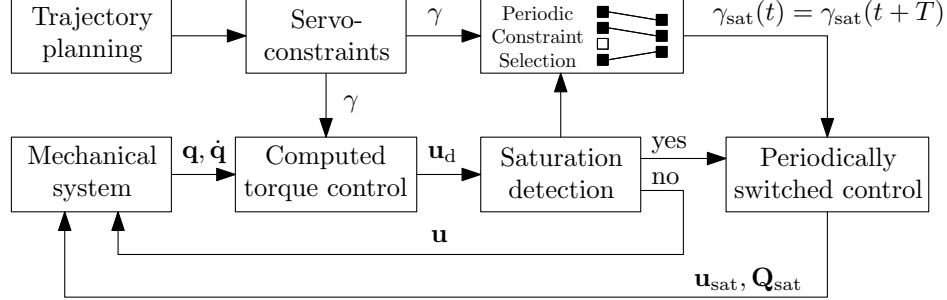 Trajectory
planning
Servo-
constraints
γ
Periodic
Constraint
Selection
γ_sat(t) = γ_sat(t + T)
γ
Mechanical
system
q, q̇
Computed
torque control
u_d
Saturation
detection
yes
no
Periodically
switched control
u
u_sat, Q_sat